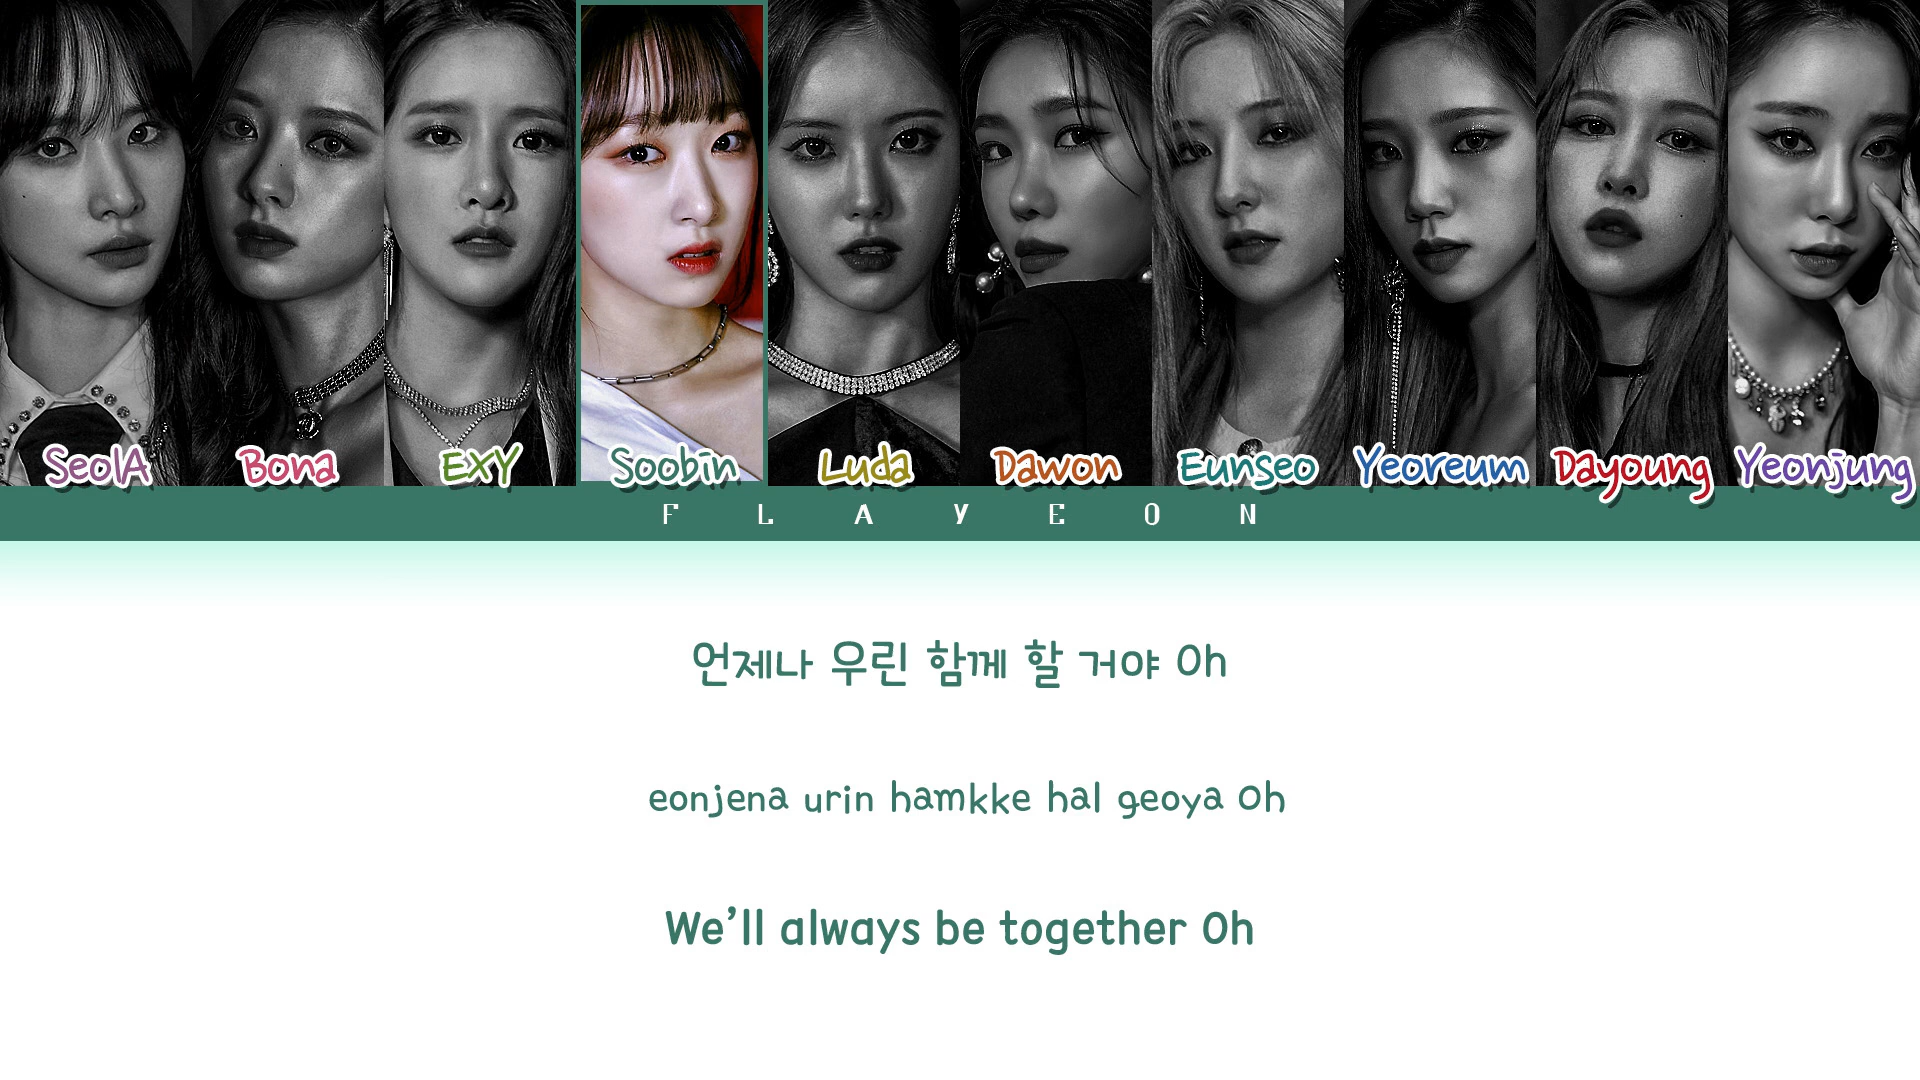 SeolA Bona EXY Soobin Luda Dawon Eunseo Yeoreum Dayoung Yeonjung
FLAYEON
언제나 우린 함께 할 거야 Oh
eonjena urin hamkke hal geoya Oh
We’ll always be together Oh